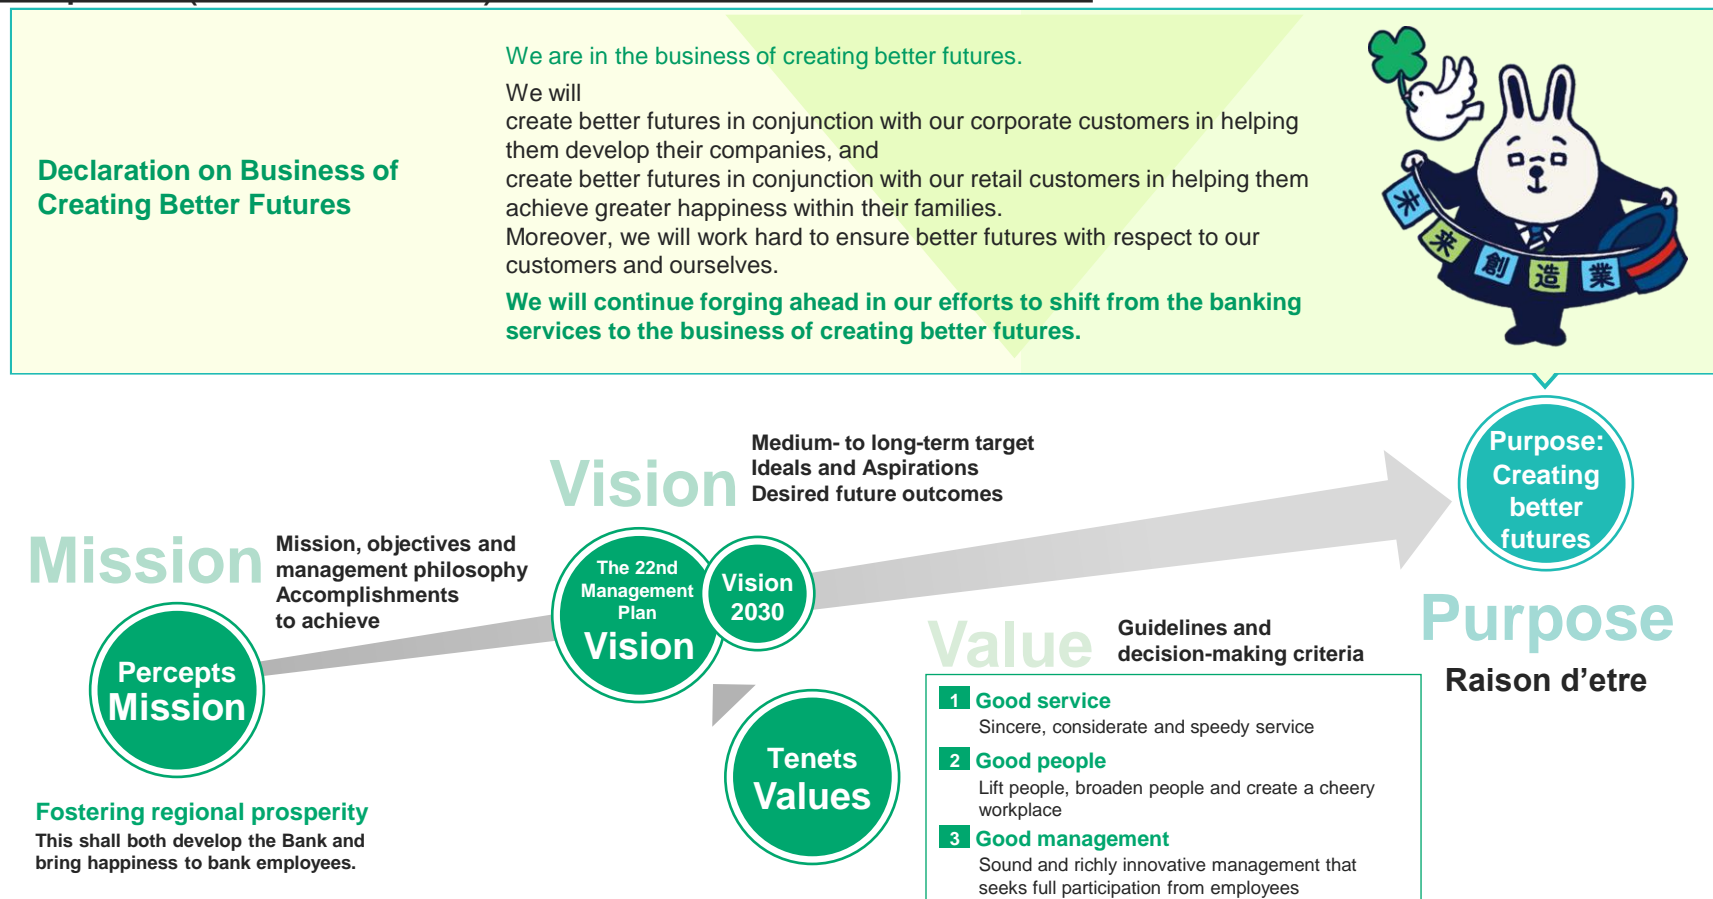 Declaration on Business of
Creating Better Futures
We are in the business of creating better futures.
We will
create better futures in conjunction with our corporate customers in helping
them develop their companies, and
create better futures in conjunction with our retail customers in helping them
achieve greater happiness within their families.
Moreover, we will work hard to ensure better futures with respect to our
customers and ourselves.
We will continue forging ahead in our efforts to shift from the banking
services to the business of creating better futures.
未来創造業
Mission
Mission, objectives and
management philosophy
Accomplishments
to achieve
Percepts
Mission
Fostering regional prosperity
This shall both develop the Bank and
bring happiness to bank employees.
Vision
Medium- to long-term target
Ideals and Aspirations
Desired future outcomes
The 22nd
Management
Plan
Vision
Vision
2030
Tenets
Values
Value
Guidelines and
decision-making criteria
1 Good service
Sincere, considerate and speedy service
2 Good people
Lift people, broaden people and create a cheery
workplace
3 Good management
Sound and richly innovative management that
seeks full participation from employees
Purpose:
Creating
better
futures
Purpose
Raison d’etre